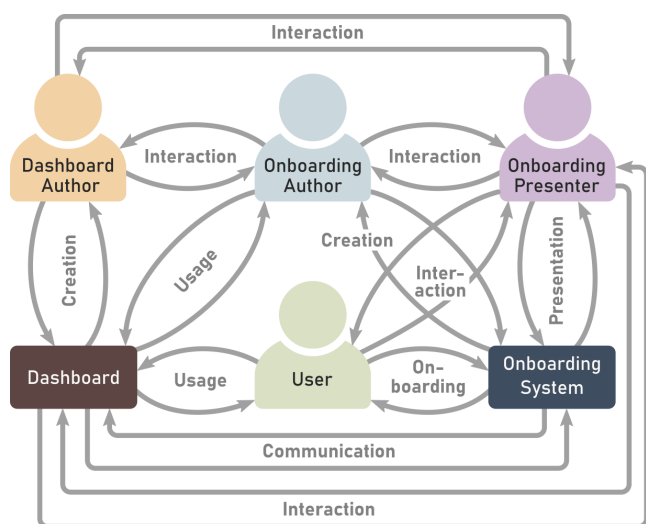 Interaction
Dashboard
Author
Interaction
Onboarding
Author
Interaction
Onboarding
Presenter
Creation
Usage
Creation
Inter-
action
Presentation
Dashboard
Usage
User
On-
boarding
Onboarding
System
Communication
Interaction